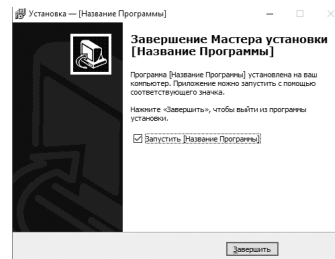 Установка — [Название Программы]
Завершение Мастера установки
[Название Программы]
Программа [Название Программы] установлена на ваш
компьютер. Приложение можно запустить с помощью
соответствующего значка.
Нажмите «Завершить», чтобы выйти из программы
установки.
Запустить [Название Программы]
Завершить